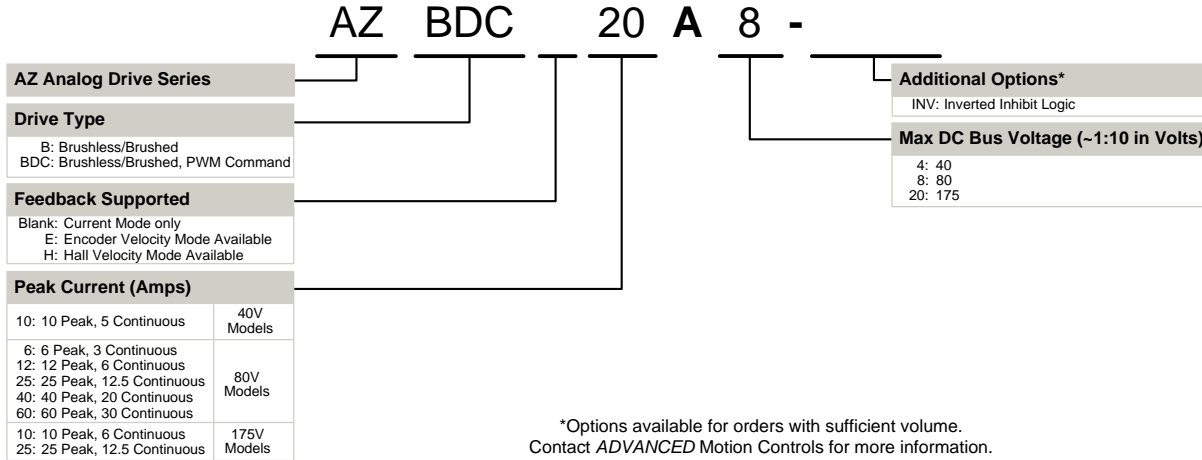 AZ BDC 20 A 8 -
AZ Analog Drive Series
Drive Type
B: Brushless/Brushed
BDC: Brushless/Brushed, PWM Command
Feedback Supported
Blank: Current Mode only
E: Encoder Velocity Mode Available
H: Hall Velocity Mode Available
Peak Current (Amps)
10: 10 Peak, 5 Continuous
40V
Models
6: 6 Peak, 3 Continuous
12: 12 Peak, 6 Continuous
25: 25 Peak, 12.5 Continuous
40: 40 Peak, 20 Continuous
60: 60 Peak, 30 Continuous
80V
Models
10: 10 Peak, 6 Continuous
25: 25 Peak, 12.5 Continuous
175V
Models
Additional Options*
INV: Inverted Inhibit Logic
Max DC Bus Voltage (~1:10 in Volts)
4: 40
8: 80
20: 175
*Options available for orders with sufficient volume.
Contact ADVANCED Motion Controls for more information.